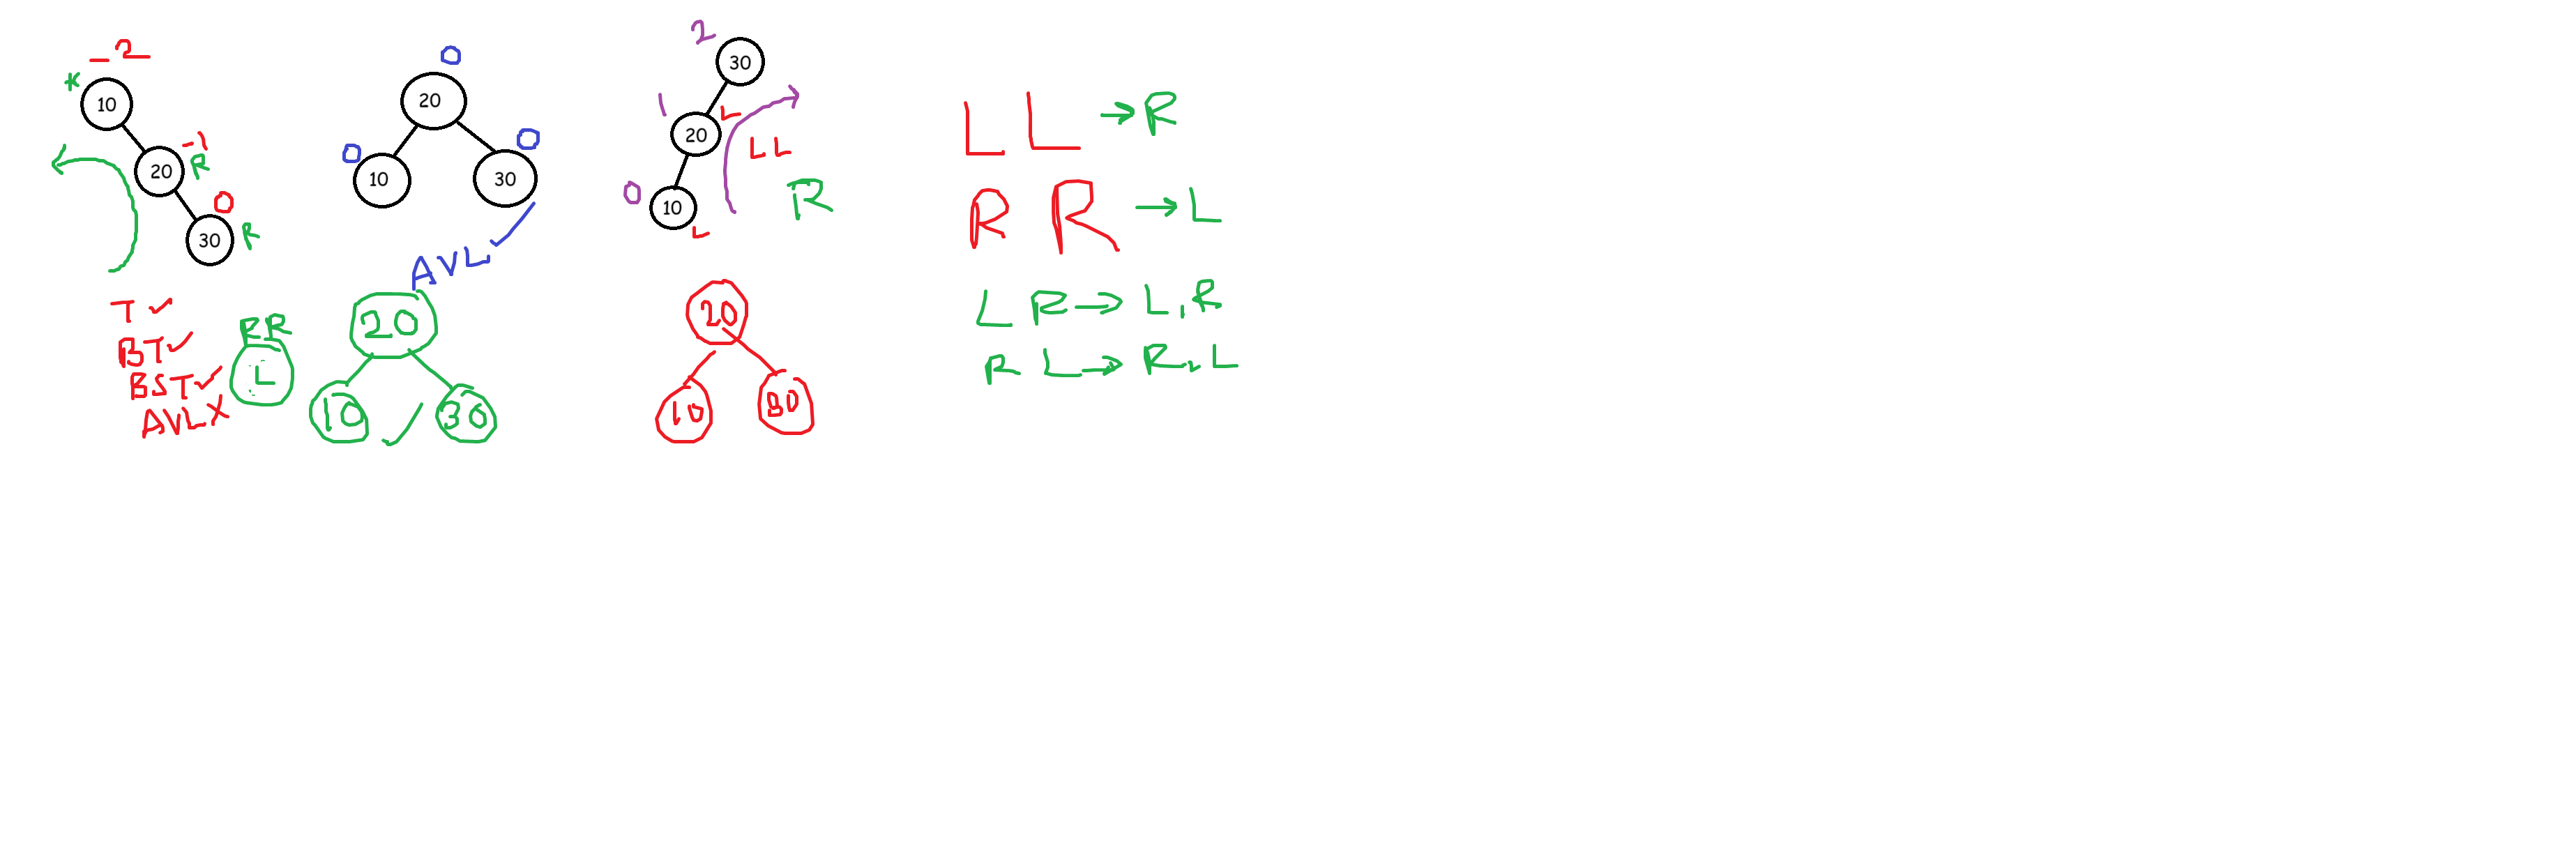 - 2
* 10
20 -1 R
0
30 R
T ✓
BT ✓
BST ✓
AVL X
RR
L
0
20
0 0
10 30
AVL ✓
20
10 ✓ 30
2
30
1 L
20
LL
0 10 R
L
20
10 30
LL → R
RR → L
LR → L, R
RL → R, L